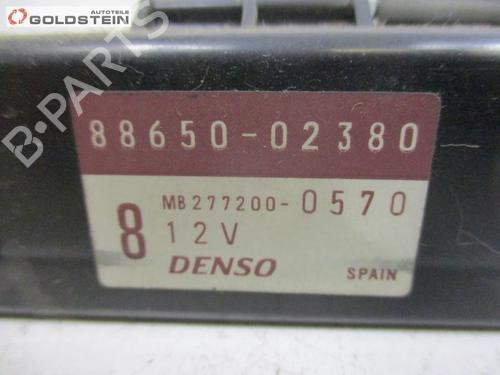 AUTOTEILE
GOLDSTEIN
B-PARTS
88650-02380
MB277200-0570
8 12V
DENSO
SPAIN